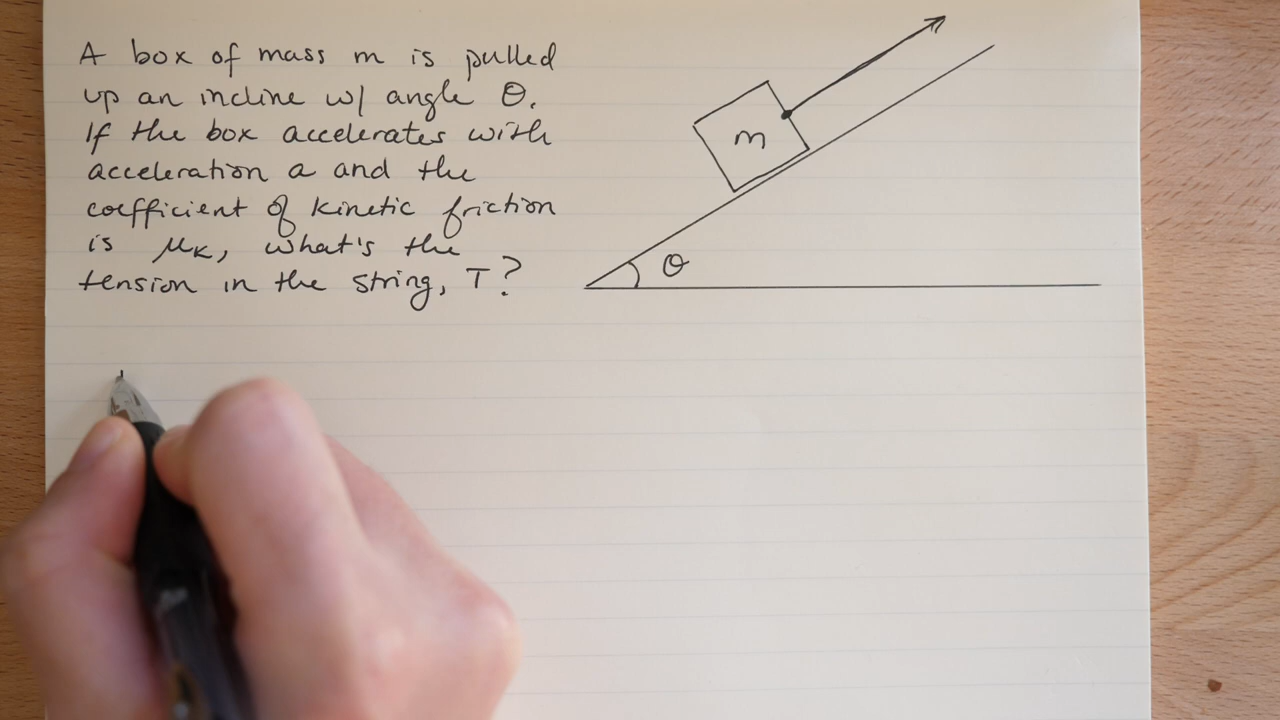 A box of mass m is pulled
up an incline w/ angle θ.
If the box accelerates with
acceleration a and the
coefficient of kinetic friction
is μₖ, what's the
tension in the string, T?
m
θ